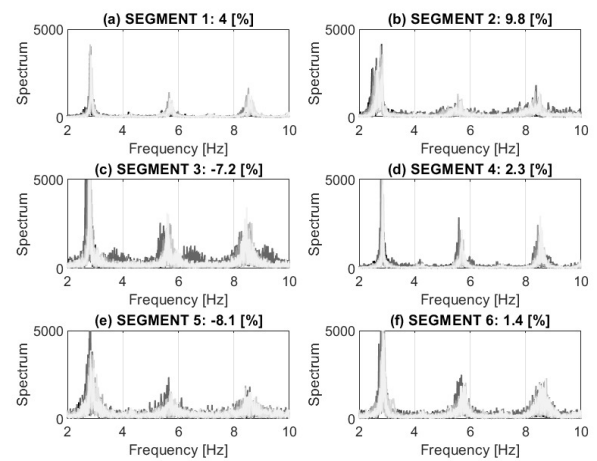 (a) SEGMENT 1: 4 [%]
(b) SEGMENT 2: 9.8 [%]
5000
0
Spectrum
2 4 6 8 10
Frequency [Hz]
5000
0
Spectrum
2 4 6 8 10
Frequency [Hz]
(c) SEGMENT 3: -7.2 [%]
(d) SEGMENT 4: 2.3 [%]
5000
0
Spectrum
2 4 6 8 10
Frequency [Hz]
5000
0
Spectrum
2 4 6 8 10
Frequency [Hz]
(e) SEGMENT 5: -8.1 [%]
(f) SEGMENT 6: 1.4 [%]
5000
0
Spectrum
2 4 6 8 10
Frequency [Hz]
5000
0
Spectrum
2 4 6 8 10
Frequency [Hz]